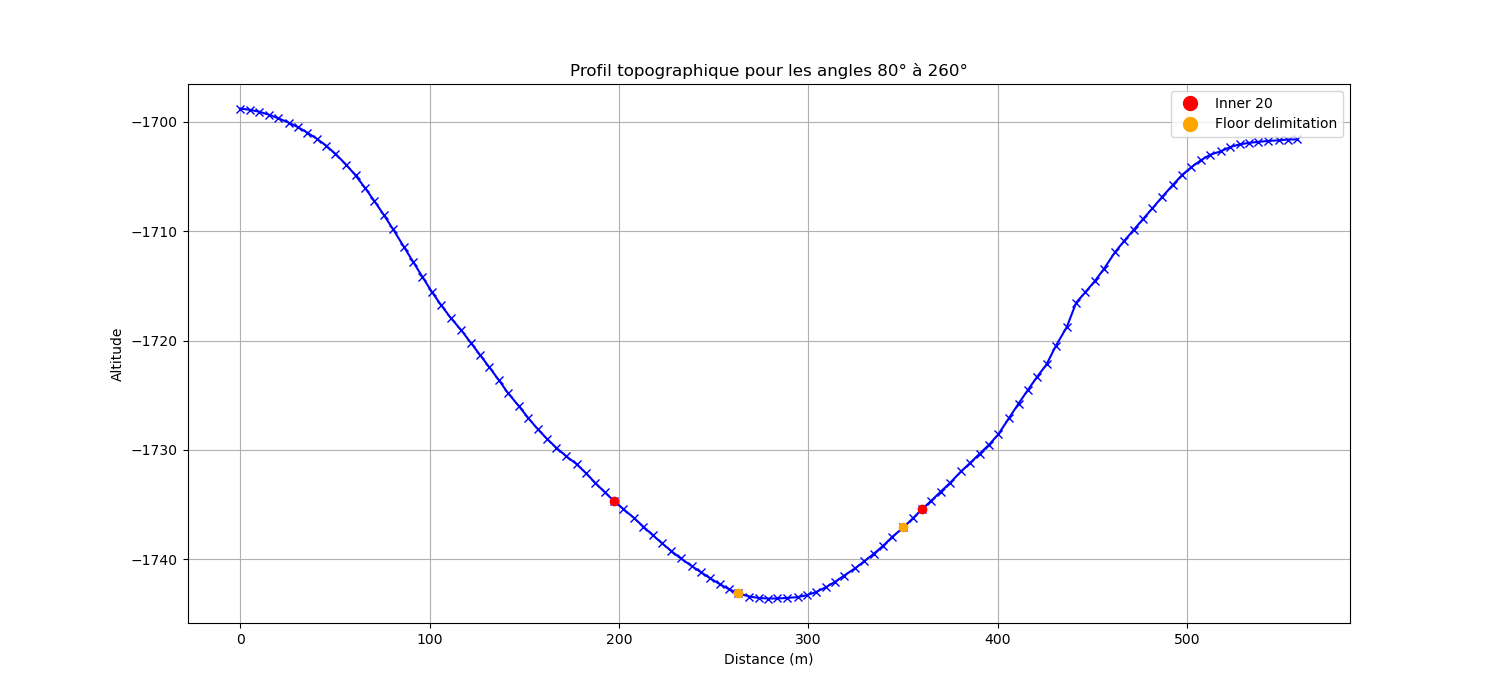 Profil topographique pour les angles 80° à 260°
Inner 20
Floor delimitation
Altitude
−1700
−1710
−1720
−1730
−1740
0 100 200 300 400 500
Distance (m)